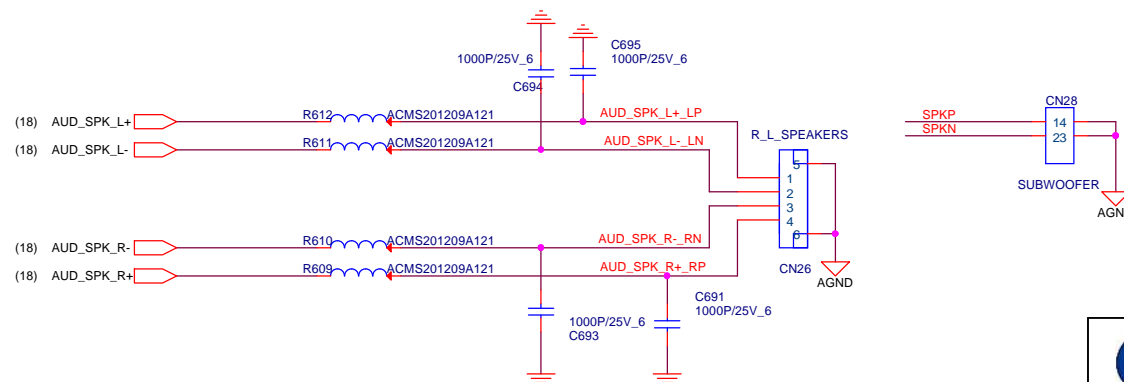 C695
1000P/25V_6
1000P/25V_6
C694
(18) AUD_SPK_L+
R612
ACMS201209A121
AUD_SPK_L+_LP
(18) AUD_SPK_L-
R611
ACMS201209A121
AUD_SPK_L-_LN
R_L_SPEAKERS
5
1
2
3
4
6
CN26
AGND
(18) AUD_SPK_R-
R610
ACMS201209A121
AUD_SPK_R-_RN
(18) AUD_SPK_R+
R609
ACMS201209A121
AUD_SPK_R+_RP
C691
1000P/25V_6
1000P/25V_6
C693
CN28
SPKP
14
SPKN
23
SUBWOOFER
AGN